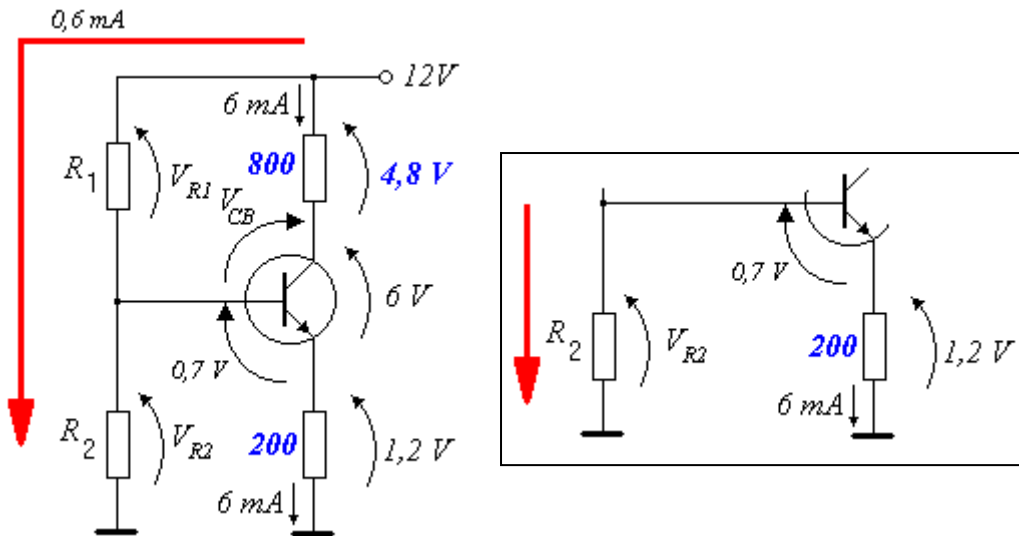 0,6 mA
12V
6 mA
R1
VR1
800
4,8 V
VCB
6 V
0,7 V
R2
VR2
200
1,2 V
6 mA
0,7 V
R2
VR2
200
1,2 V
6 mA